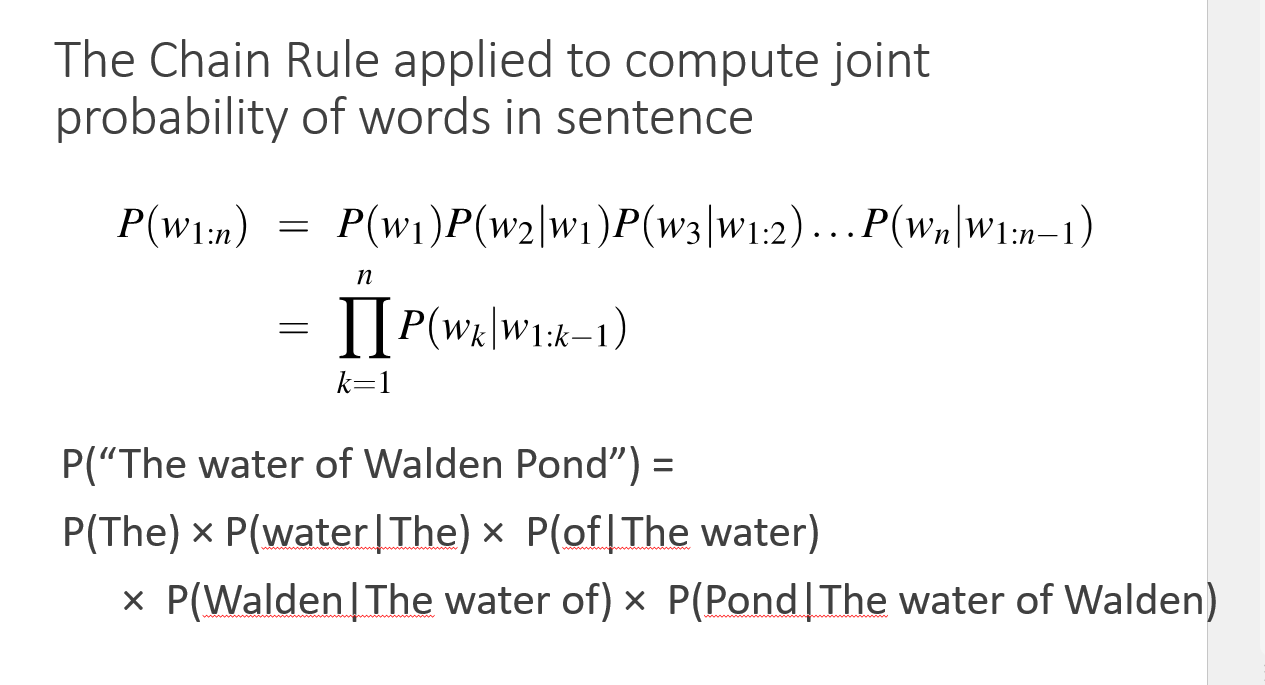 The Chain Rule applied to compute joint
probability of words in sentence
P(w₁:ₙ) = P(w₁)P(w₂|w₁)P(w₃|w₁:₂)...P(wₙ|w₁:ₙ₋₁)
= ∏ₖ₌₁ⁿ P(wₖ|w₁:ₖ₋₁)
P(“The water of Walden Pond”) =
P(The) × P(water|The) × P(of|The water)
× P(Walden|The water of) × P(Pond|The water of Walden)